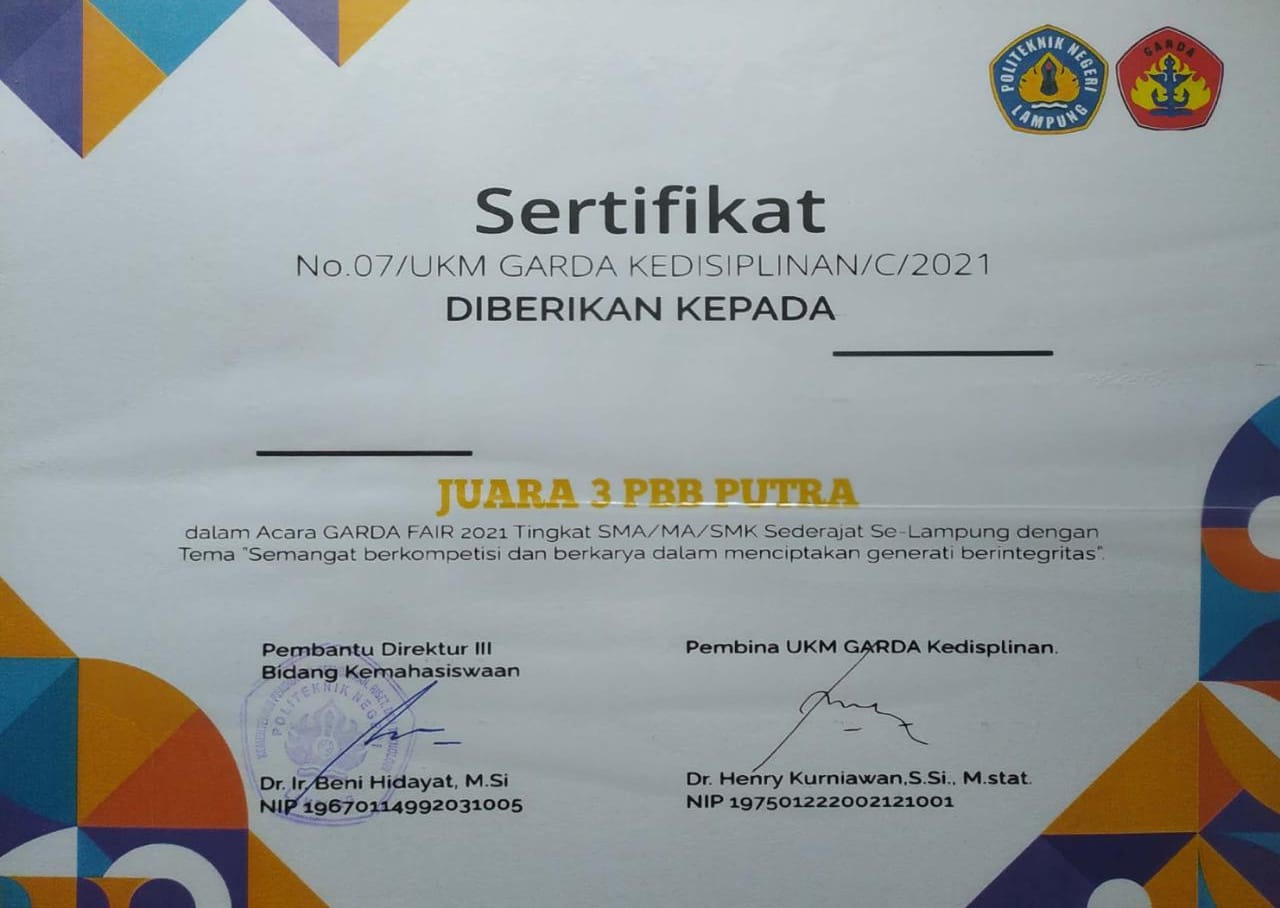 POLITEKNIK NEGERI
LAMPUNG
GARDA
Sertifikat
No.07/UKM GARDA KEDISIPLINAN/C/2021
DIBERIKAN KEPADA
JUARA 3 PBB PUTRA
dalam Acara GARDA FAIR 2021 Tingkat SMA/MA/SMK Sederajat Se-Lampung dengan
Tema "Semangat berkompetisi dan berkarya dalam menciptakan generati berintegritas".
Pembantu Direktur III
Bidang Kemahasiswaan
POLITEKNIK NEGERI
Dr. Ir. Beni Hidayat, M.Si
NIP 19670114992031005
Pembina UKM GARDA Kedisplinan.
Dr. Henry Kurniawan,S.Si., M.stat.
NIP 197501222002121001